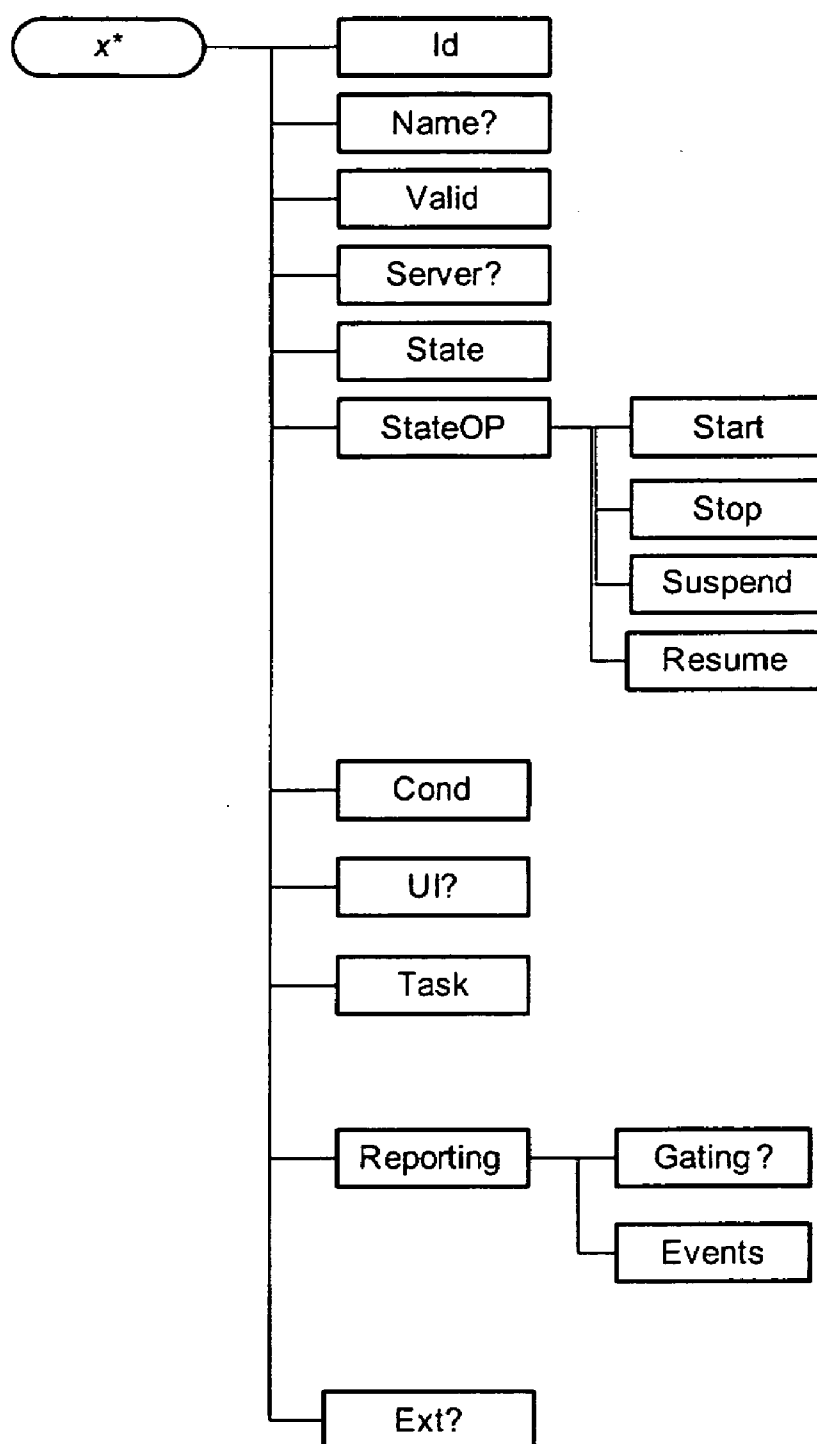 x*
Id
Name?
Valid
Server?
State
StateOP
Start
Stop
Suspend
Resume
Cond
UI?
Task
Reporting
Gating?
Events
Ext?